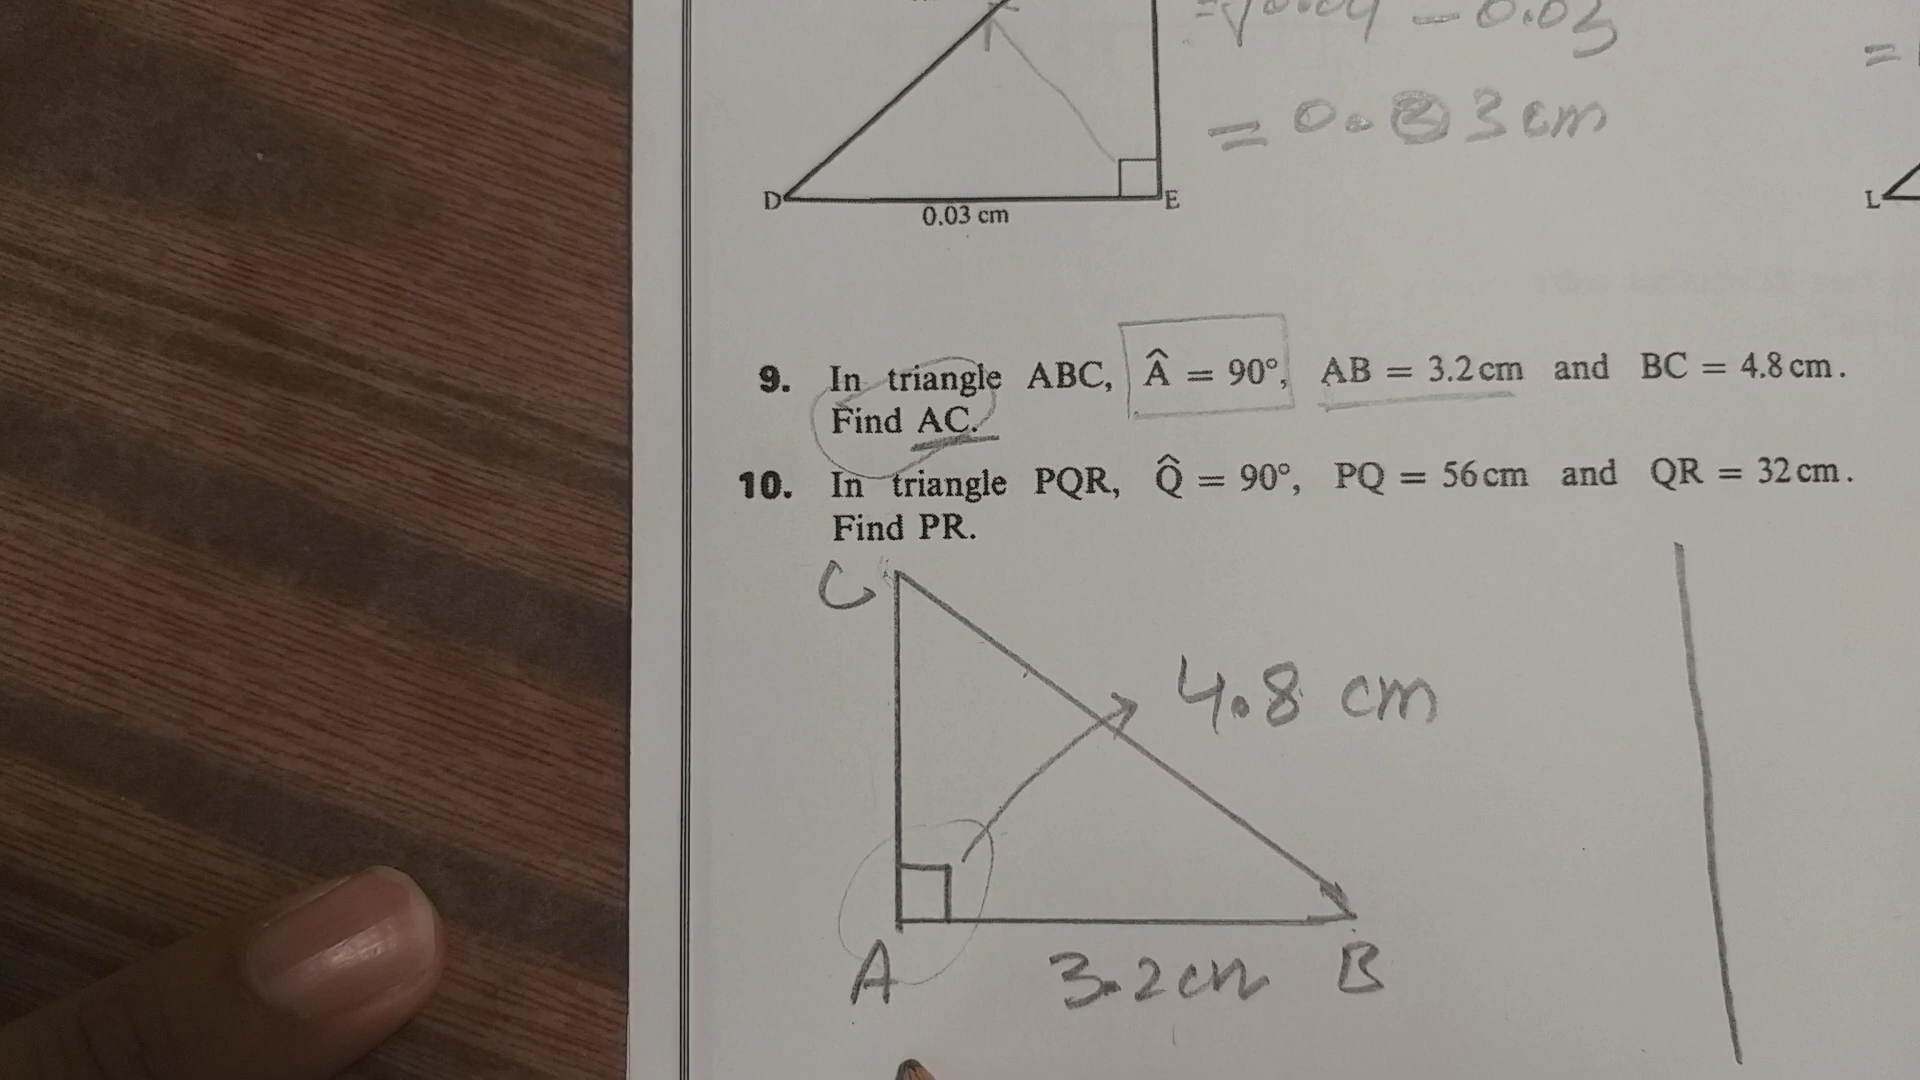 - 0.03
=
= 0.03 cm
D
E
0.03 cm
L
9. In triangle ABC, Â = 90°, AB = 3.2 cm and BC = 4.8 cm.
Find AC.
10. In triangle PQR, Q̂ = 90°, PQ = 56 cm and QR = 32 cm.
Find PR.
C
4.8 cm
A
3.2cm
B